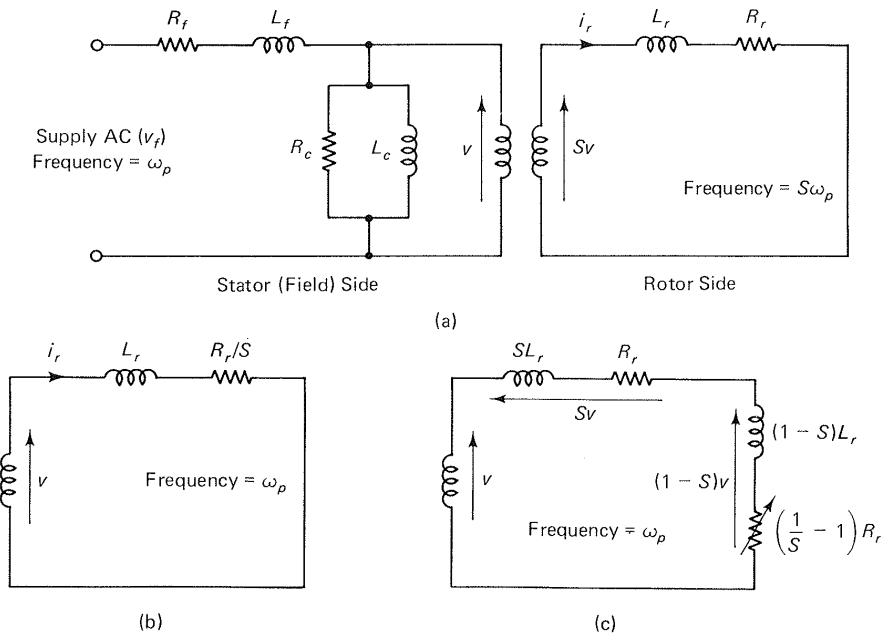 R_f L_f i_r L_r R_r
Supply AC (v_f)
Frequency = ω_p
R_c L_c v Sv
Frequency = Sω_p
Stator (Field) Side Rotor Side
(a)
i_r L_r R_r/S
v Frequency = ω_p
(b)
SL_r R_r
Sv
(1 − S)L_r
v (1 − S)v
Frequency = ω_p
(1/S − 1) R_r
(c)